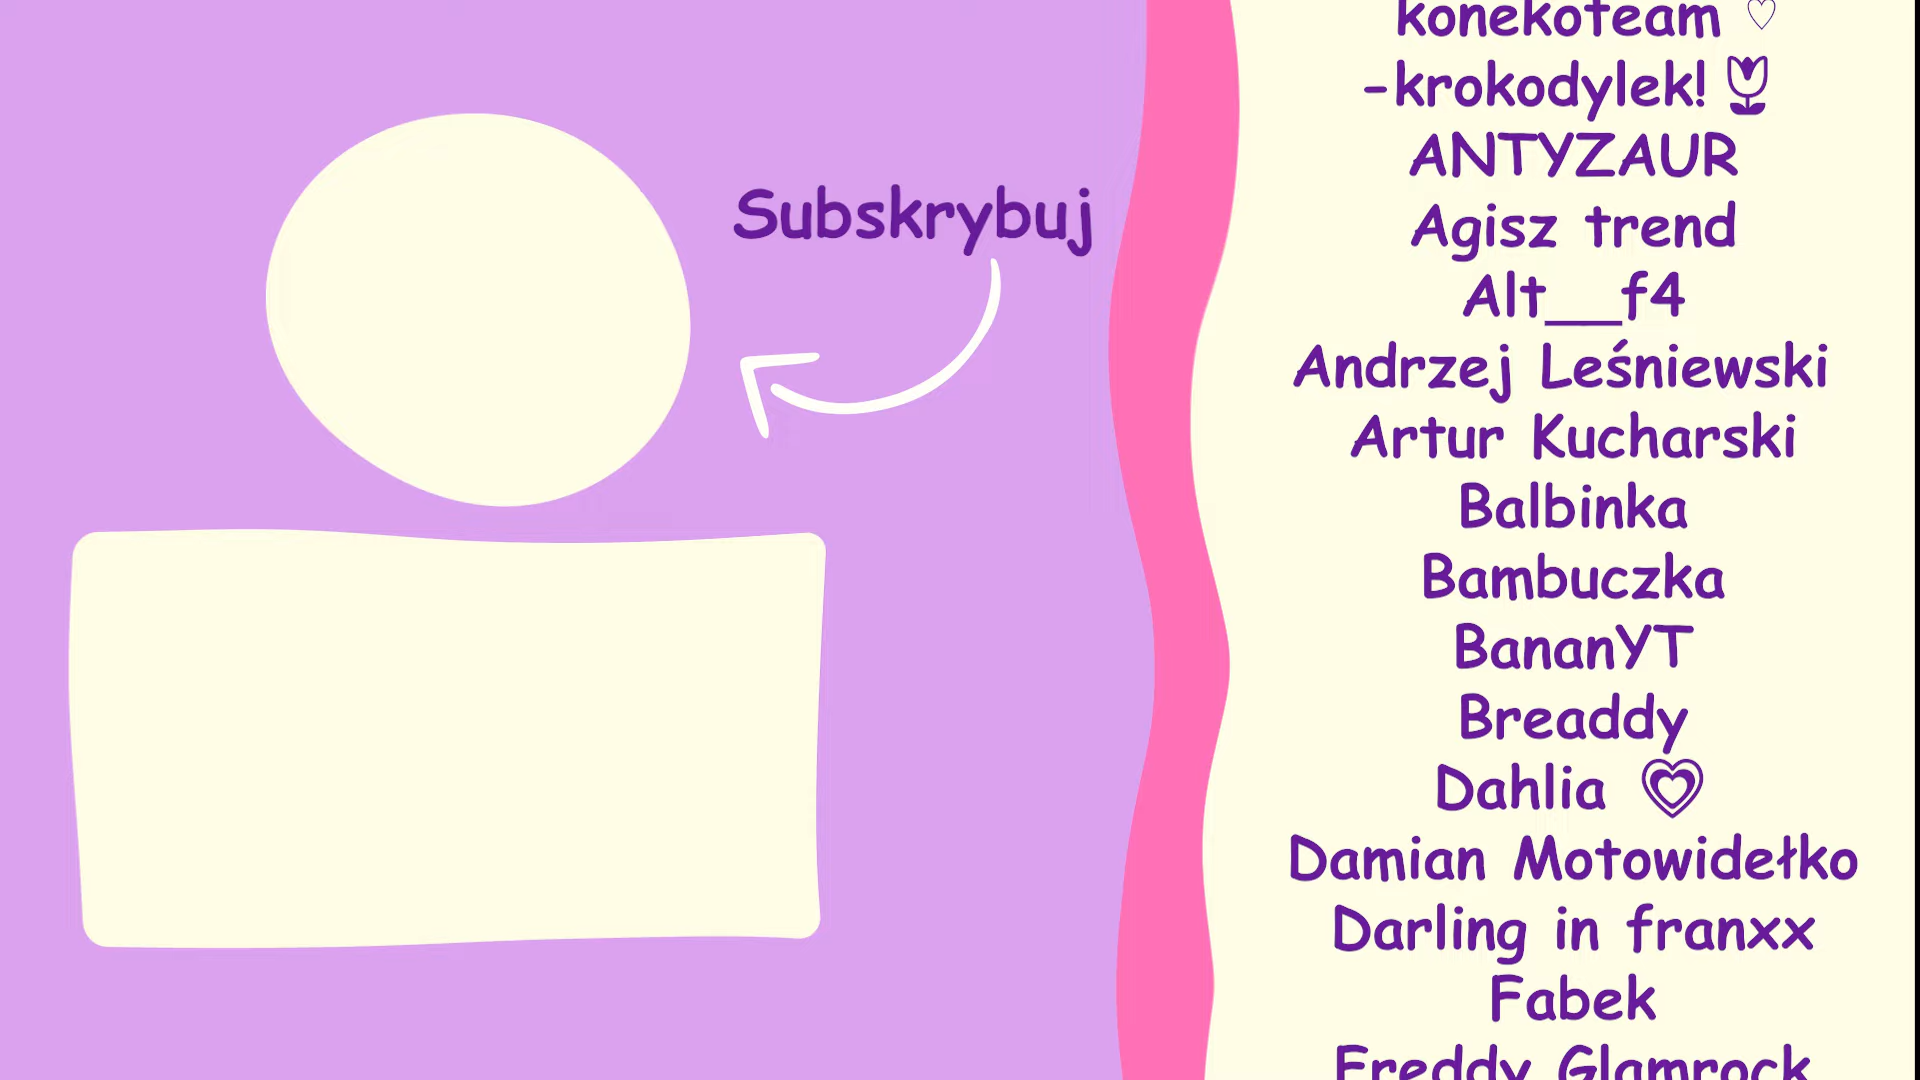 Subskrybuj
konekoteam ♡
-krokodylek! 🌷
ANTYZAUR
Agisz trend
Alt__f4
Andrzej Leśniewski
Artur Kucharski
Balbinka
Bambuczka
BananYT
Breaddy
Dahlia 💗
Damian Motowidełko
Darling in franxx
Fabek
Freddy Glamrock